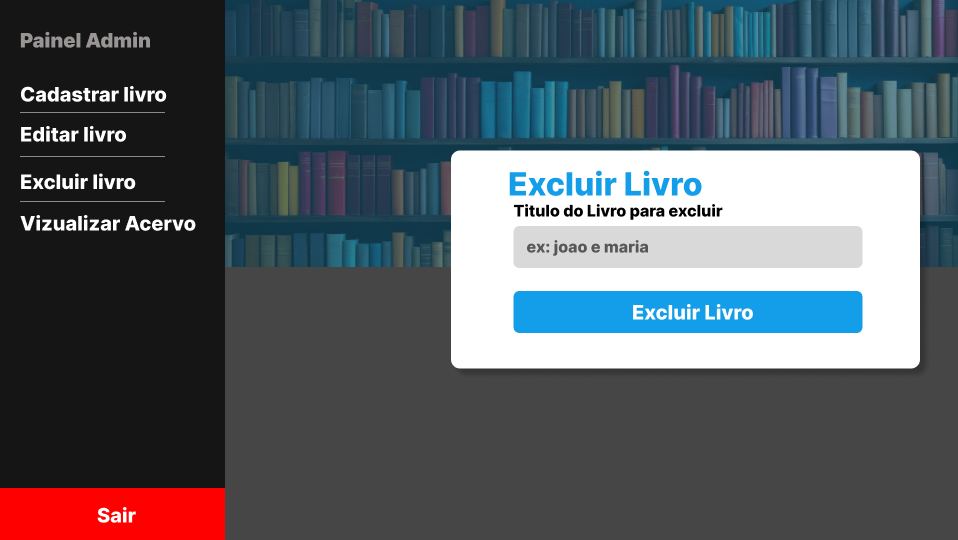 Painel Admin
Cadastrar livro
Editar livro
Excluir livro
Vizualizar Acervo
Sair
Excluir Livro
Titulo do Livro para excluir
ex: joao e maria
Excluir Livro